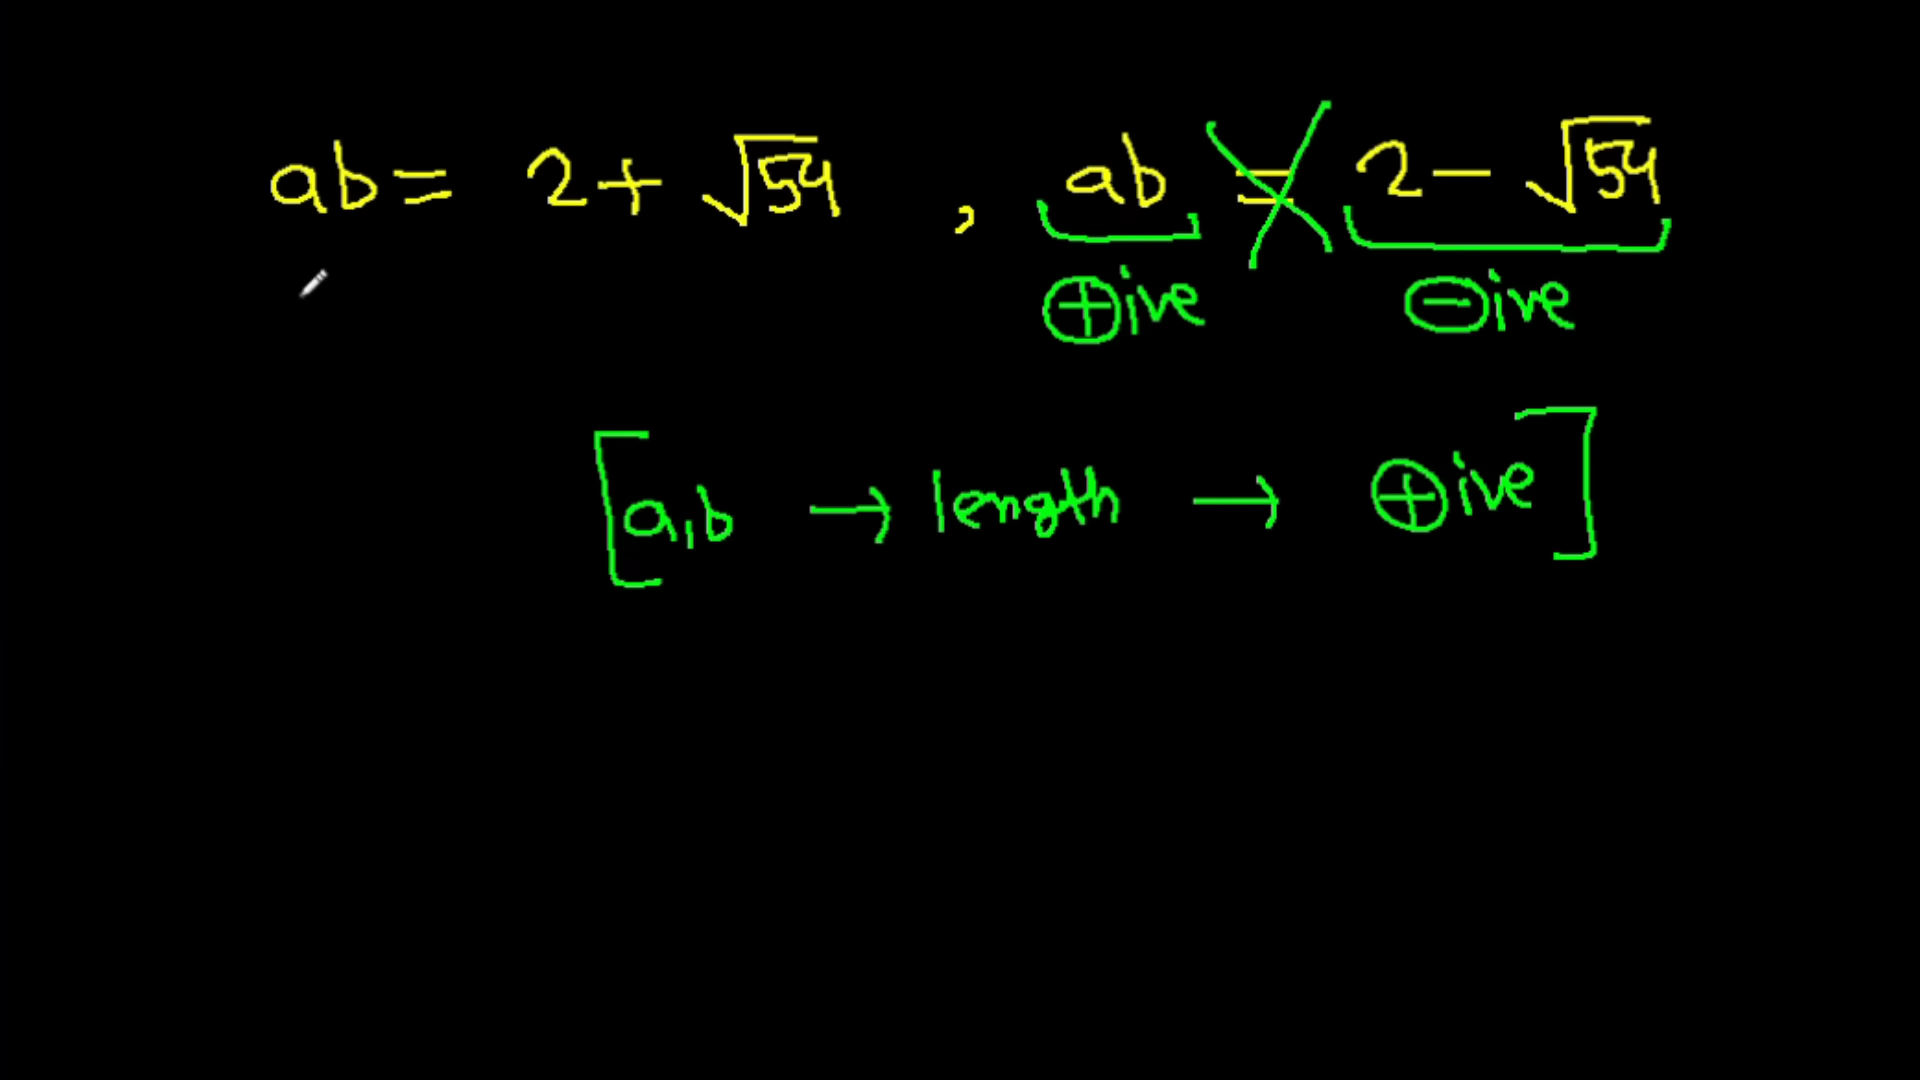 ab = 2 + √54 , ab = 2 - √54
⊕ive ⊖ive
[a,b → length → ⊕ive]